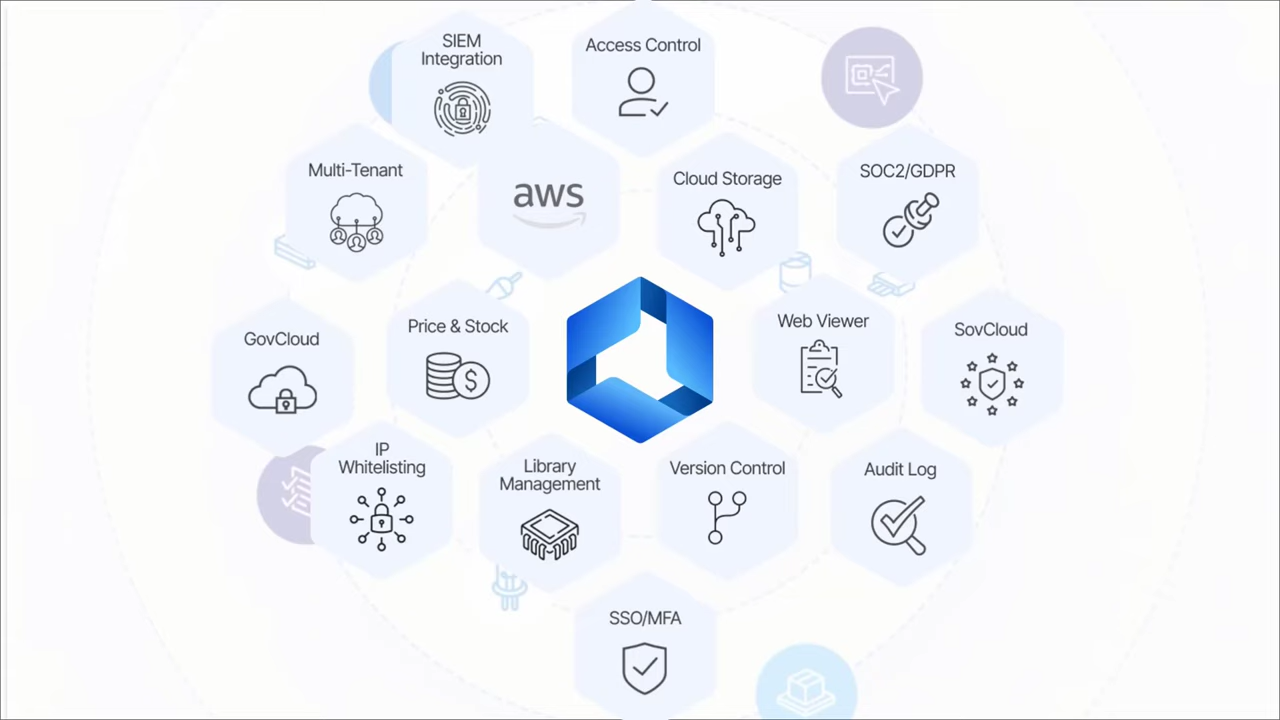 SIEM
Integration
Access Control
Multi-Tenant
aws
Cloud Storage
SOC2/GDPR
GovCloud
Price & Stock
Web Viewer
SovCloud
IP
Whitelisting
Library
Management
Version Control
Audit Log
SSO/MFA